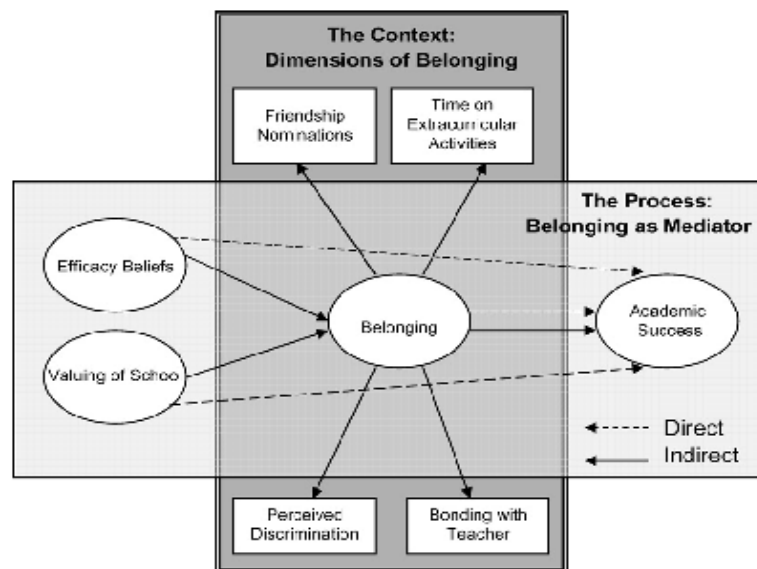 The Context:
Dimensions of Belonging
Friendship
Nominations
Time on
Extracurricular
Activities
The Process:
Belonging as Mediator
Efficacy Beliefs
Belonging
Academic
Success
Valuing of Schoo
Direct
Indirect
Perceived
Discrimination
Bonding with
Teacher